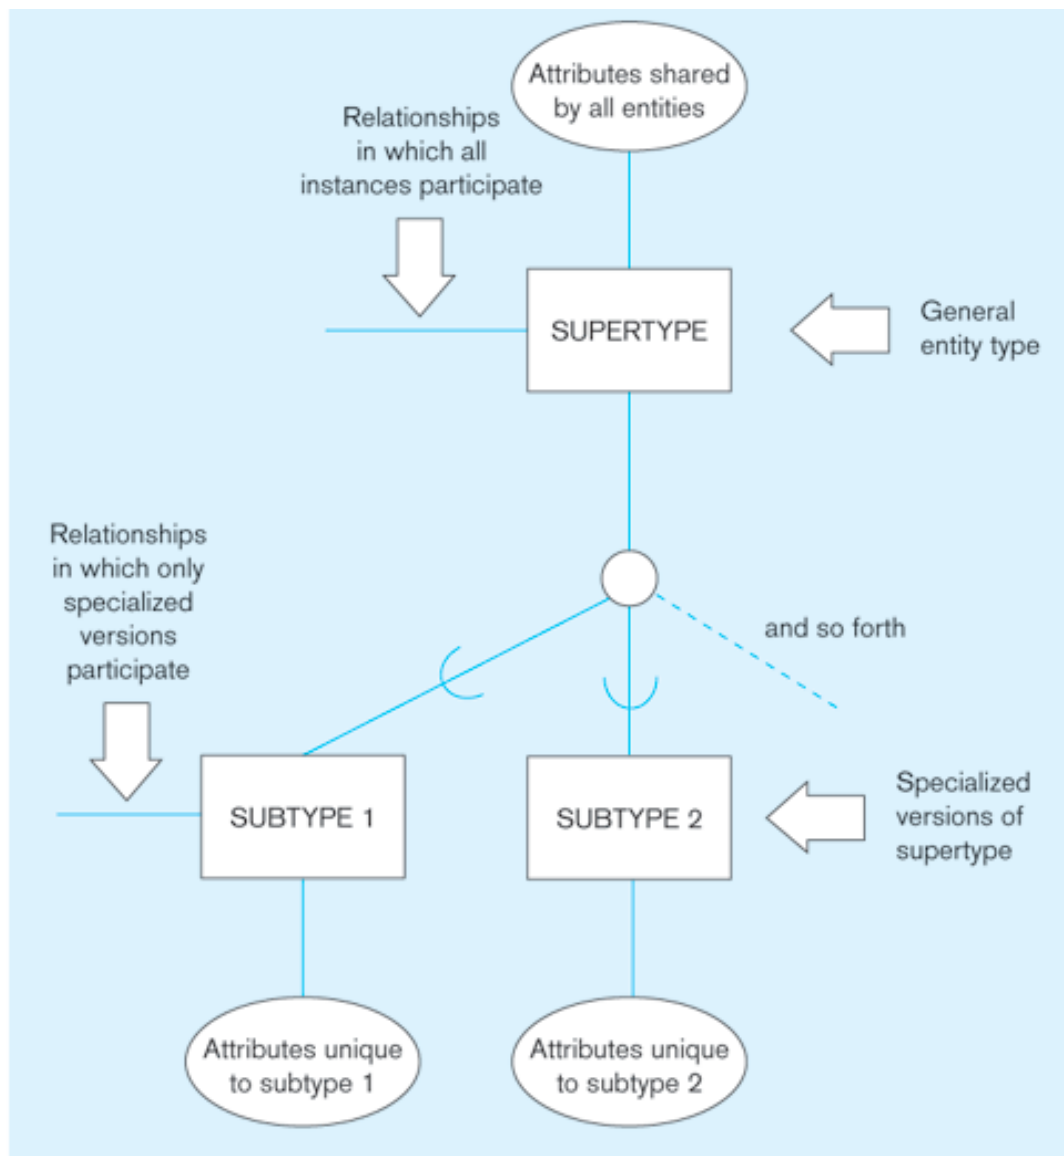 Attributes shared
by all entities
Relationships
in which all
instances participate
SUPERTYPE
General
entity type
Relationships
in which only
specialized
versions
participate
and so forth
SUBTYPE 1
SUBTYPE 2
Specialized
versions of
supertype
Attributes unique
to subtype 1
Attributes unique
to subtype 2